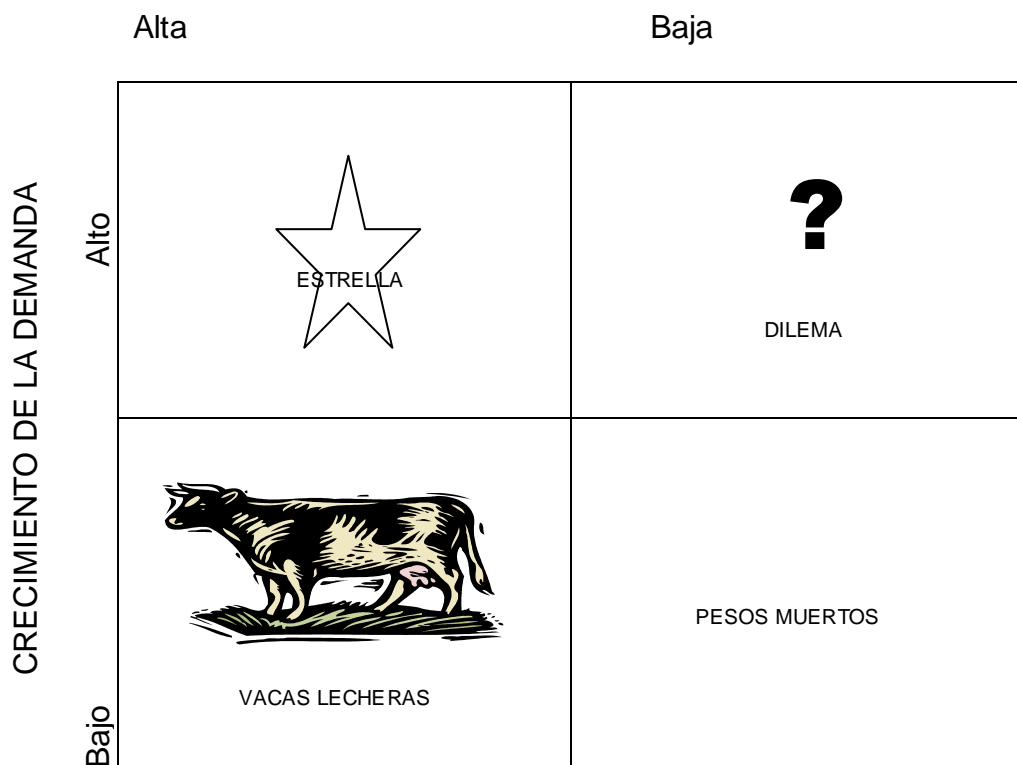 Alta Baja
CRECIMIENTO DE LA DEMANDA
Alto
?
ESTRELLA
DILEMA
PESOS MUERTOS
VACAS LECHERAS
Bajo